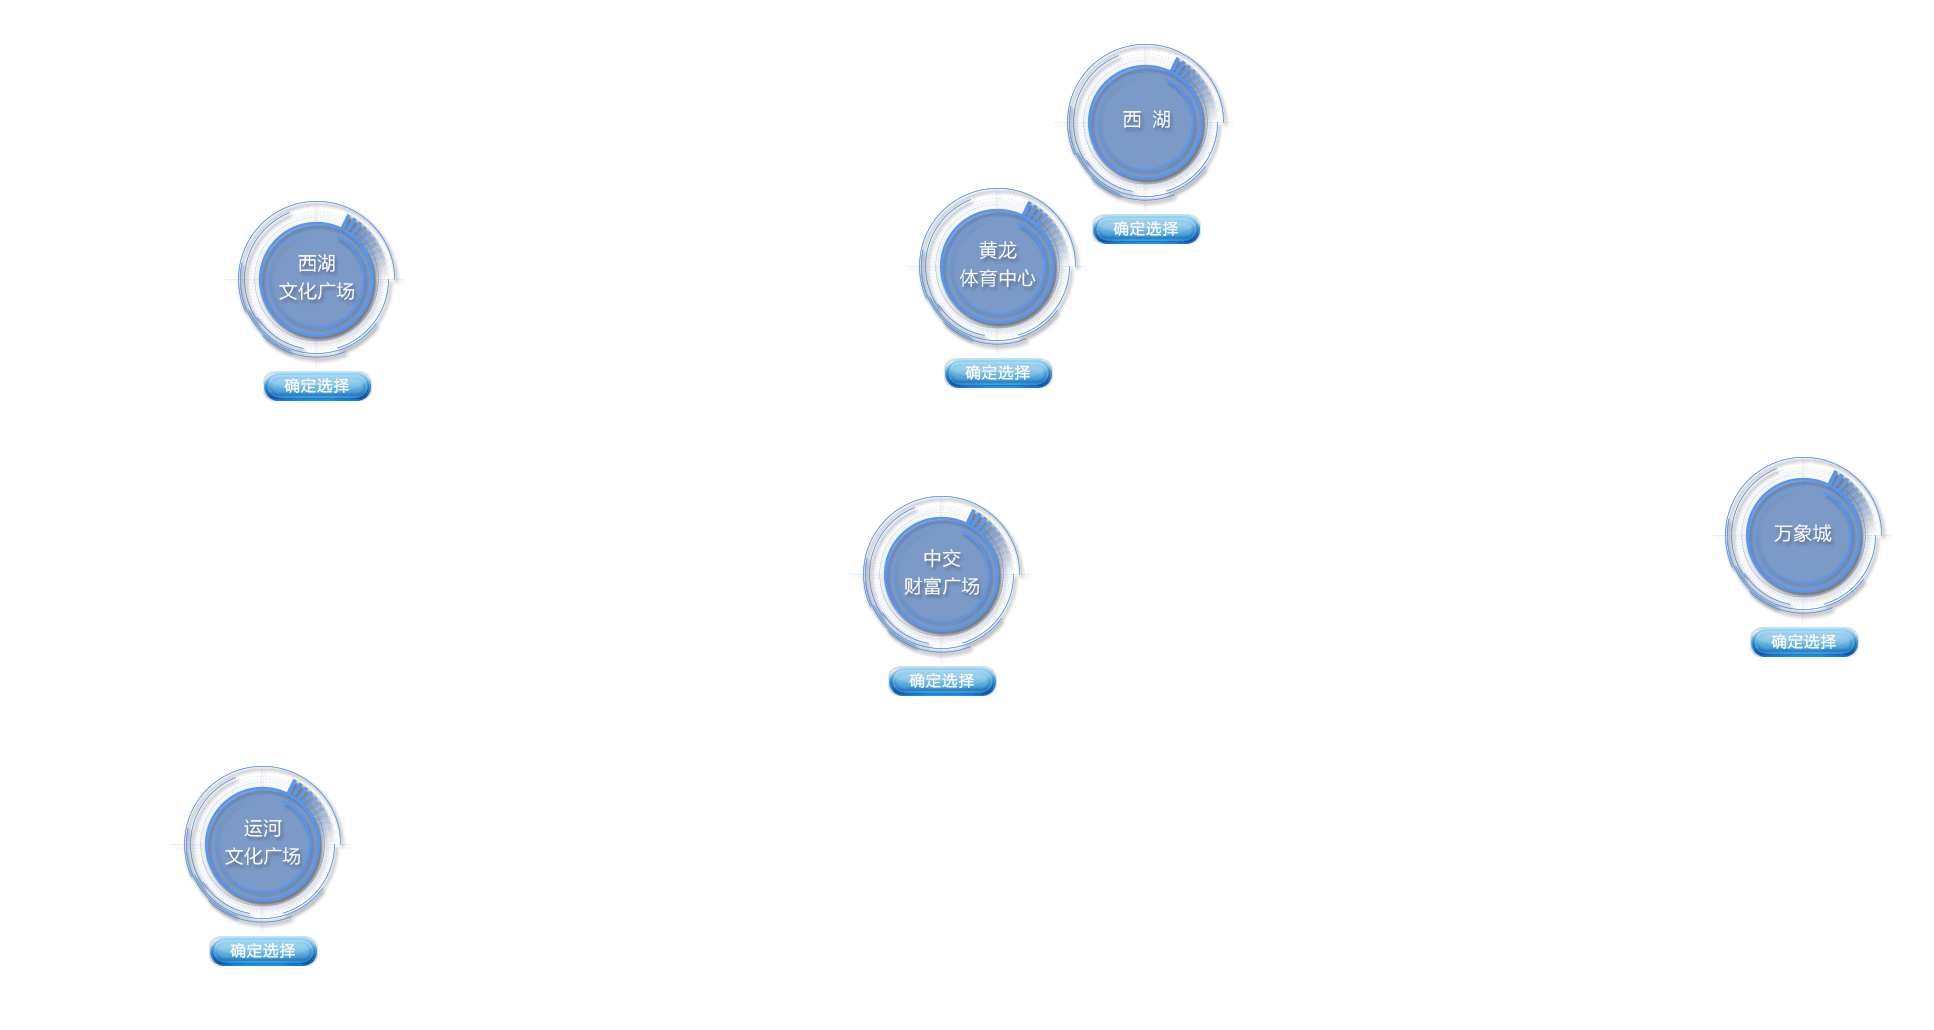 西 湖
确定选择
西湖
文化广场
确定选择
黄龙
体育中心
确定选择
中交
财富广场
确定选择
万象城
确定选择
运河
文化广场
确定选择